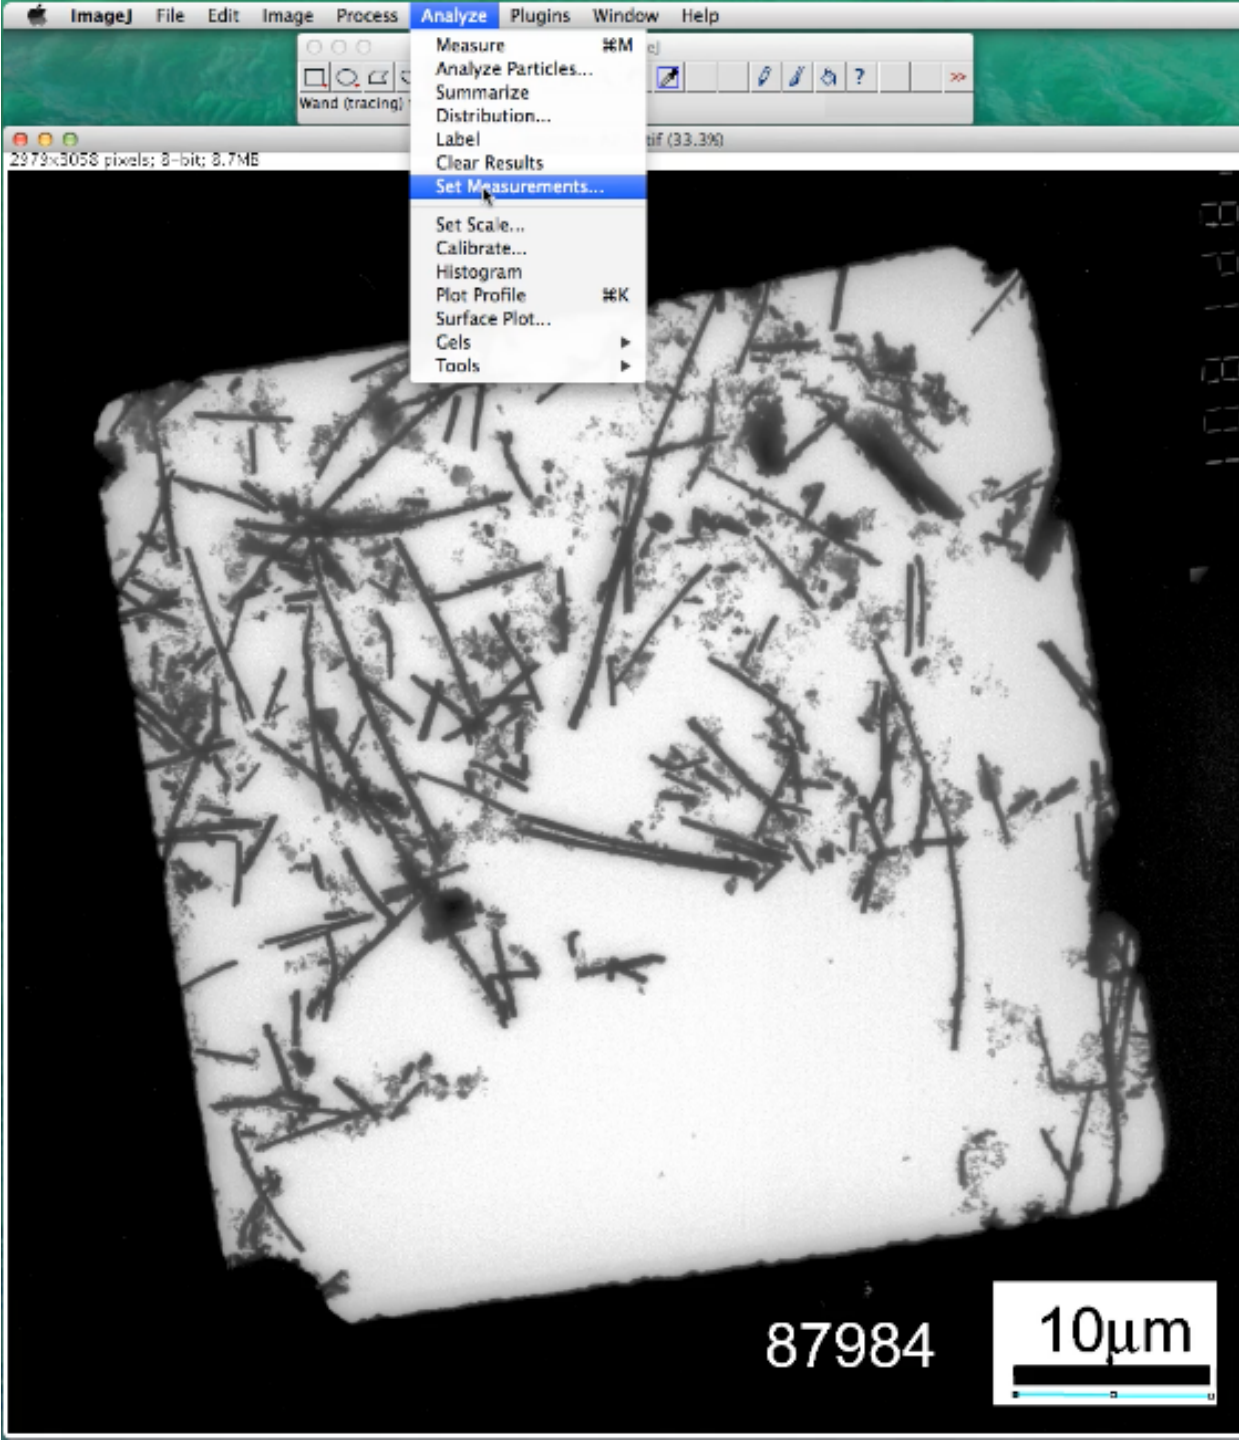 ImageJ File Edit Image Process Analyze Plugins Window Help
Measure ⌘M
Analyze Particles...
Wand (tracing)
Summarize
Distribution...
tif (33.3%)
Label
2979x3058 pixels; 8-bit; 8.7MB
Clear Results
Set Measurements...
Set Scale...
Calibrate...
Histogram
Plot Profile ⌘K
Surface Plot...
Gels
Tools
87984
10μm